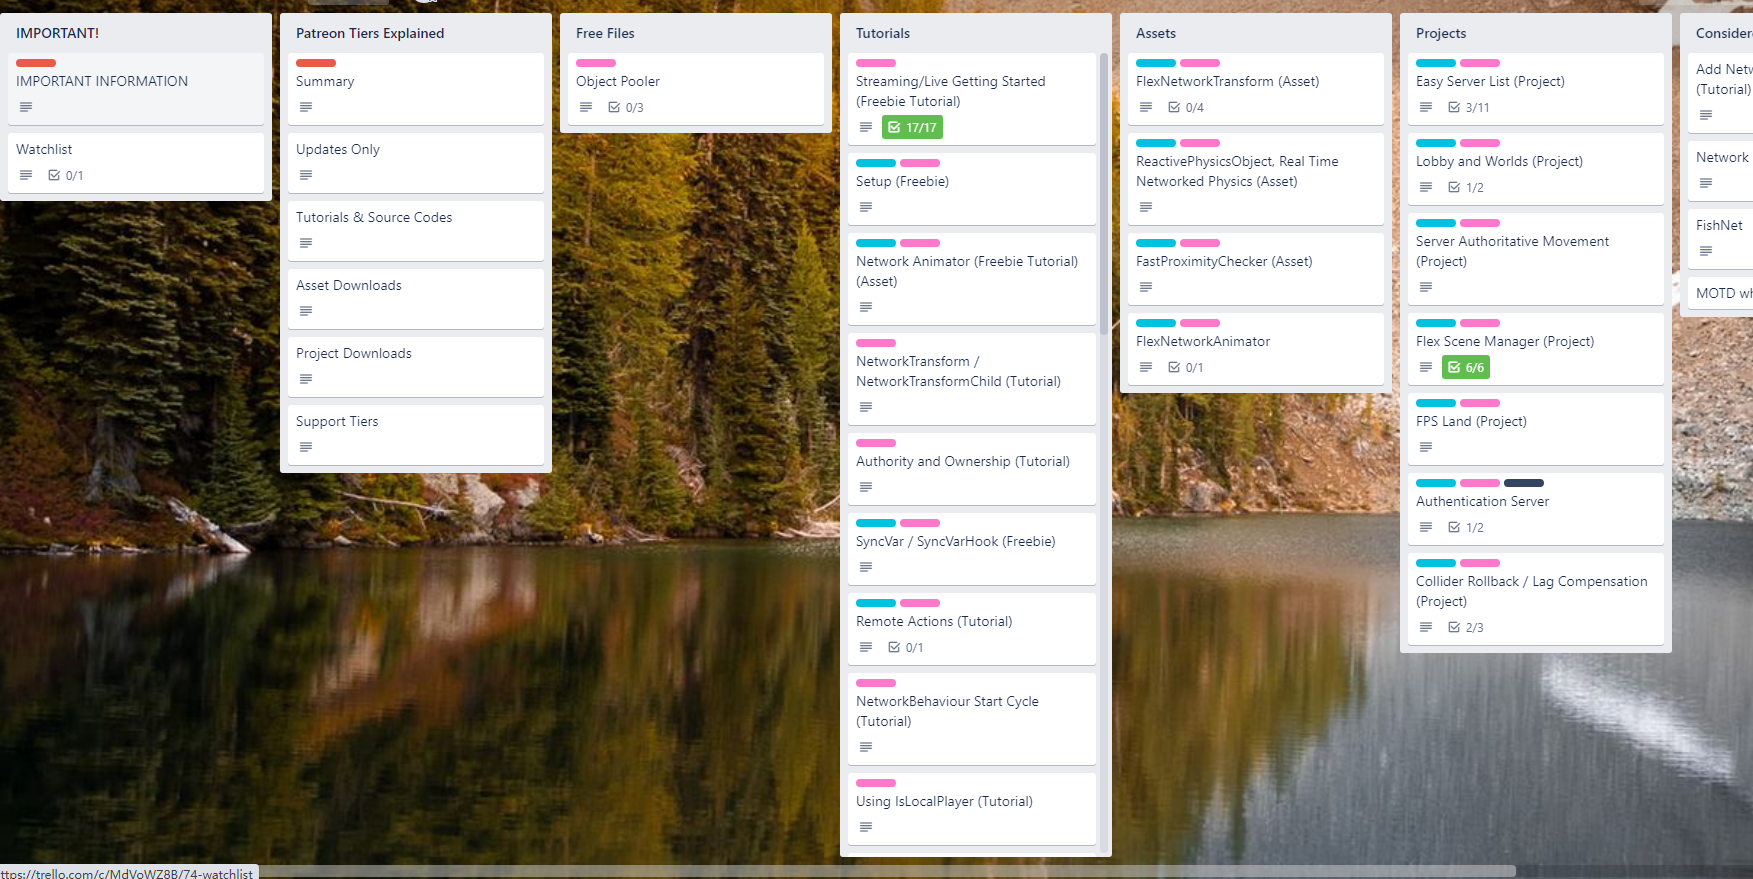 IMPORTANT!
IMPORTANT INFORMATION
Watchlist
0/1
Patreon Tiers Explained
Summary
Updates Only
Tutorials & Source Codes
Asset Downloads
Project Downloads
Support Tiers
Free Files
Object Pooler
0/3
Tutorials
Streaming/Live Getting Started
(Freebie Tutorial)
17/17
Setup (Freebie)
Network Animator (Freebie Tutorial)
(Asset)
NetworkTransform /
NetworkTransformChild (Tutorial)
Authority and Ownership (Tutorial)
SyncVar / SyncVarHook (Freebie)
Remote Actions (Tutorial)
0/1
NetworkBehaviour Start Cycle
(Tutorial)
Using IsLocalPlayer (Tutorial)
Assets
FlexNetworkTransform (Asset)
0/4
ReactivePhysicsObject, Real Time
Networked Physics (Asset)
FastProximityChecker (Asset)
FlexNetworkAnimator
0/1
Projects
Easy Server List (Project)
3/11
Lobby and Worlds (Project)
1/2
Server Authoritative Movement
(Project)
Flex Scene Manager (Project)
6/6
FPS Land (Project)
Authentication Server
1/2
Collider Rollback / Lag Compensation
(Project)
2/3
Consider
Add Netw
(Tutorial)
Network
FishNet
MOTD wh
ttps://trello.com/c/MdVoWZ8B/74-watchlist